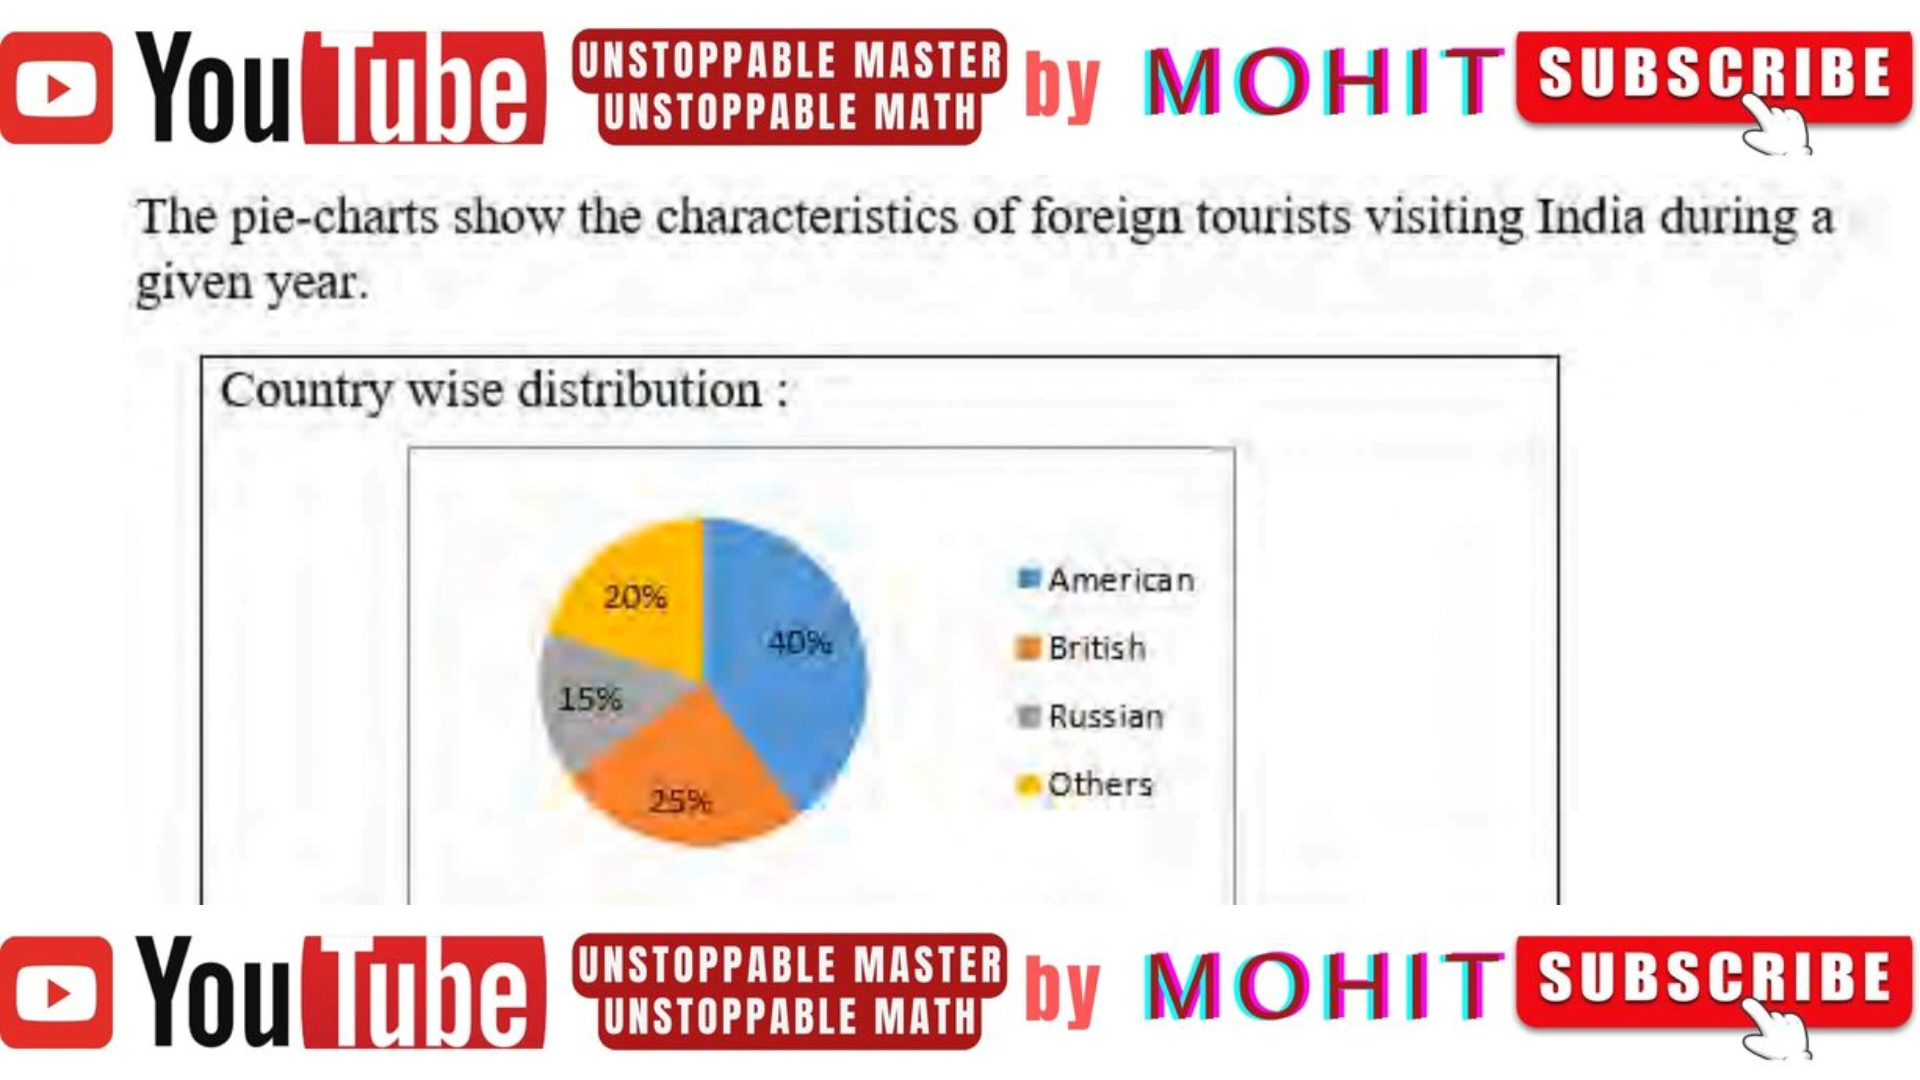 YouTube UNSTOPPABLE MASTER by MOHIT SUBSCRIBE
UNSTOPPABLE MATH
The pie-charts show the characteristics of foreign tourists visiting India during a
given year.
Country wise distribution :
American
20%
40%
British
15%
Russian
Others
25%
YouTube UNSTOPPABLE MASTER by MOHIT SUBSCRIBE
UNSTOPPABLE MATH